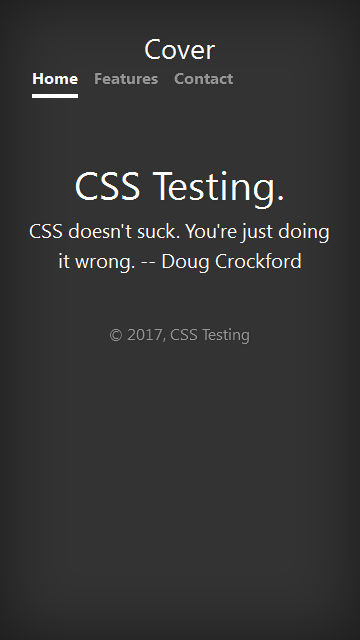 Cover
Home Features Contact
CSS Testing.
CSS doesn't suck. You're just doing
it wrong. -- Doug Crockford
© 2017, CSS Testing